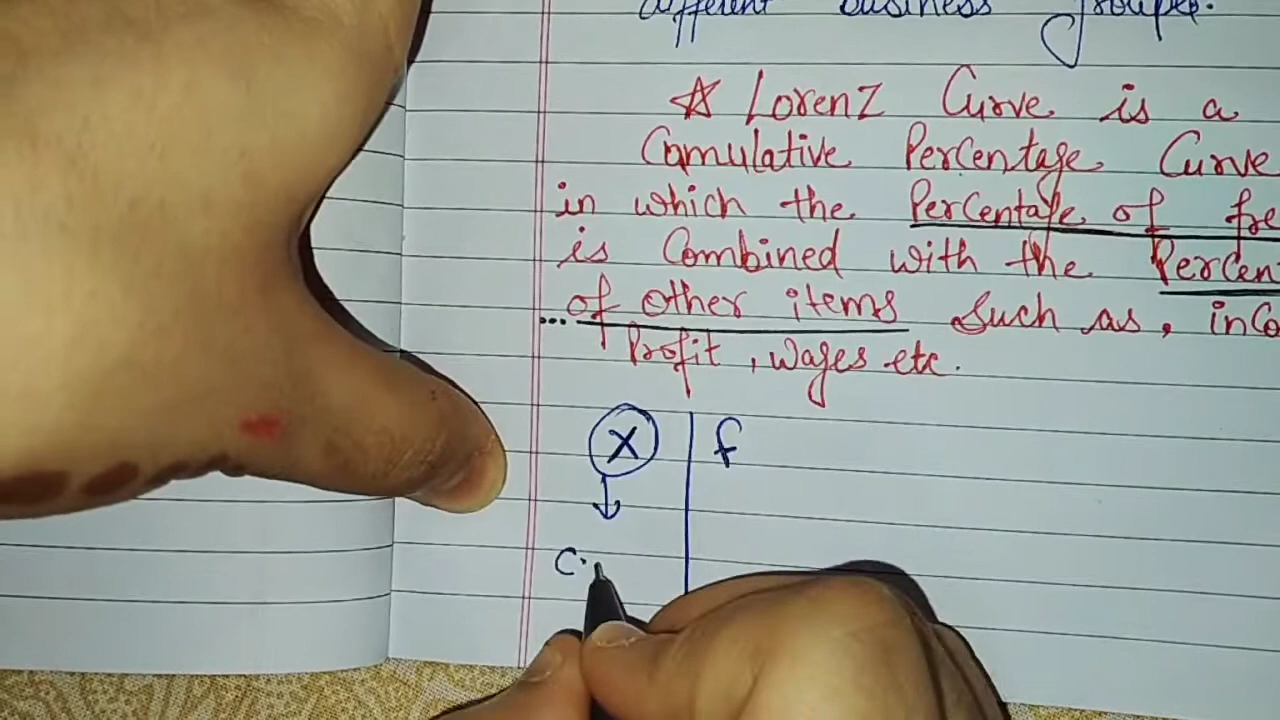 different business groups.
☆ Lorenz Curve is a
Camulative Percentage Curve
in which the Percentage of fre
is Combined with the Percen
...of other items Such as, inco
Profit, Wages etc.
X f
C.